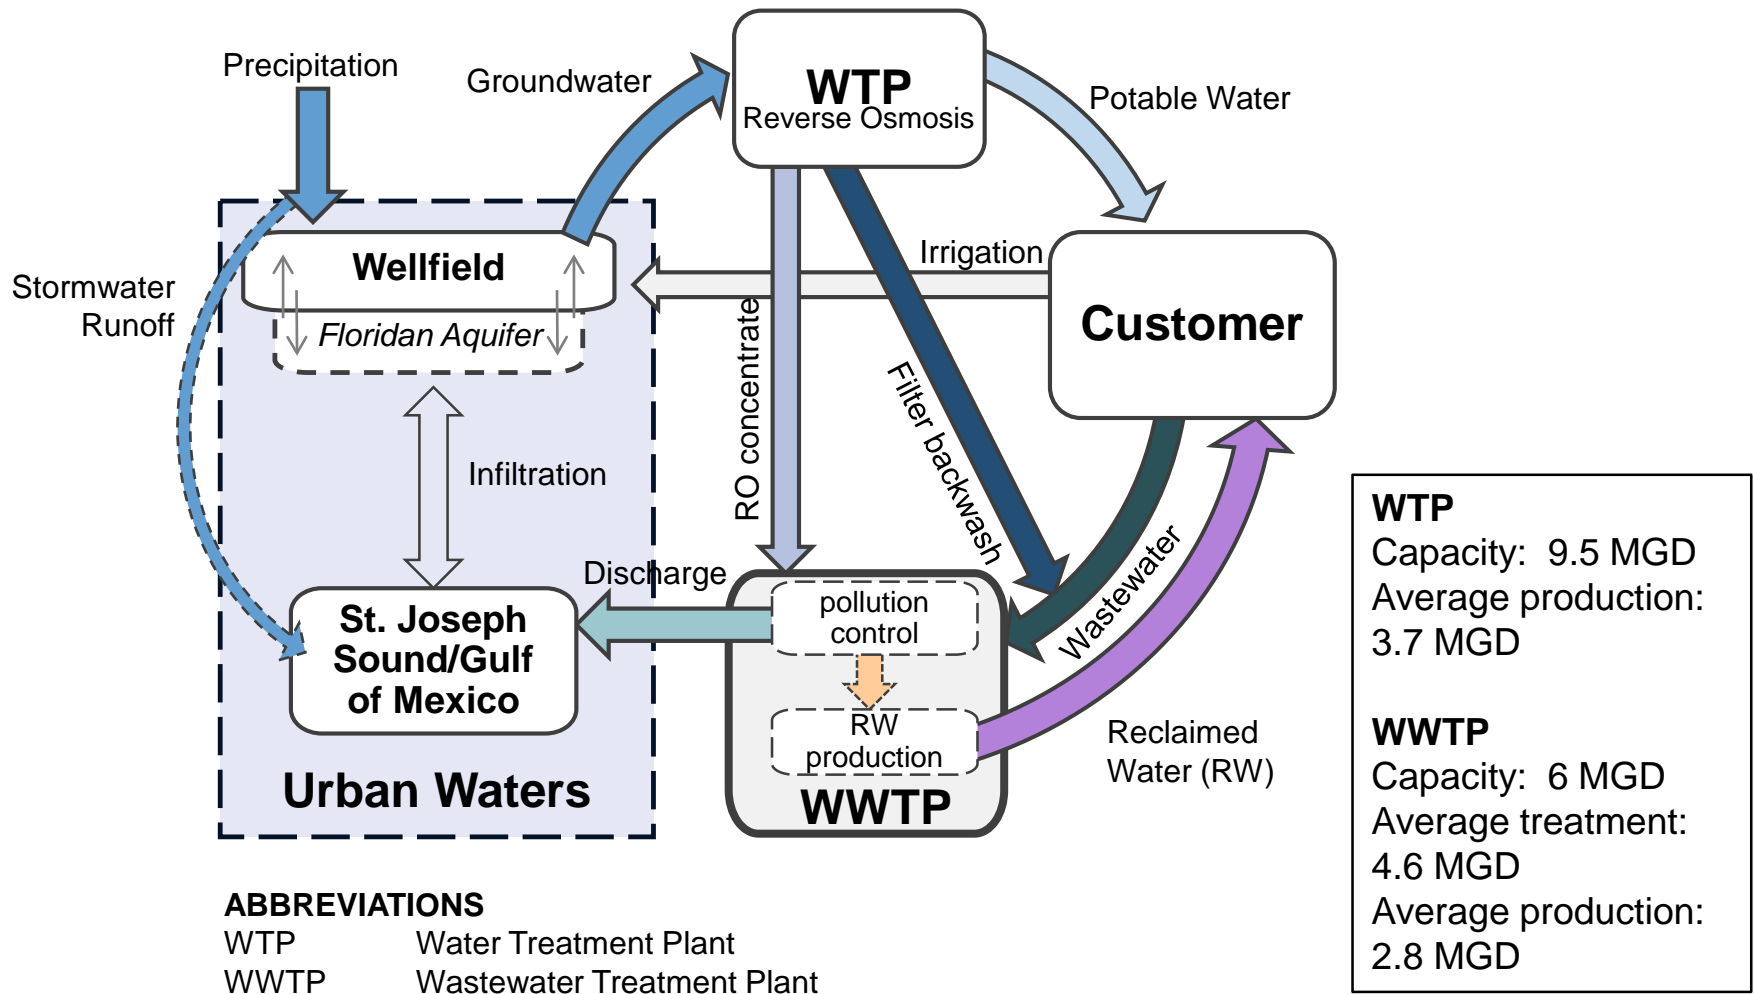 Precipitation
Groundwater
WTP
Reverse Osmosis
Potable Water
Stormwater
Runoff
Wellfield
Floridan Aquifer
Irrigation
Customer
RO concentrate
Filter backwash
Infiltration
Discharge
Wastewater
St. Joseph
Sound/Gulf
of Mexico
pollution
control
RW
production
WWTP
Reclaimed
Water (RW)
Urban Waters
WTP
Capacity: 9.5 MGD
Average production:
3.7 MGD
WWTP
Capacity: 6 MGD
Average treatment:
4.6 MGD
Average production:
2.8 MGD
ABBREVIATIONS
WTP Water Treatment Plant
WWTP Wastewater Treatment Plant